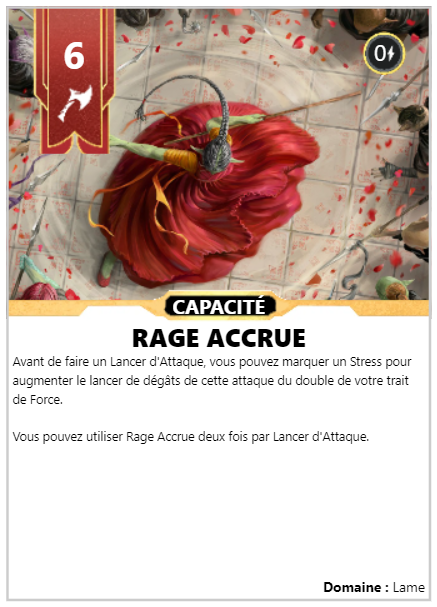 6
0
CAPACITÉ
RAGE ACCRUE
Avant de faire un Lancer d'Attaque, vous pouvez marquer un Stress pour
augmenter le lancer de dégâts de cette attaque du double de votre trait
de Force.
Vous pouvez utiliser Rage Accrue deux fois par Lancer d'Attaque.
Domaine : Lame